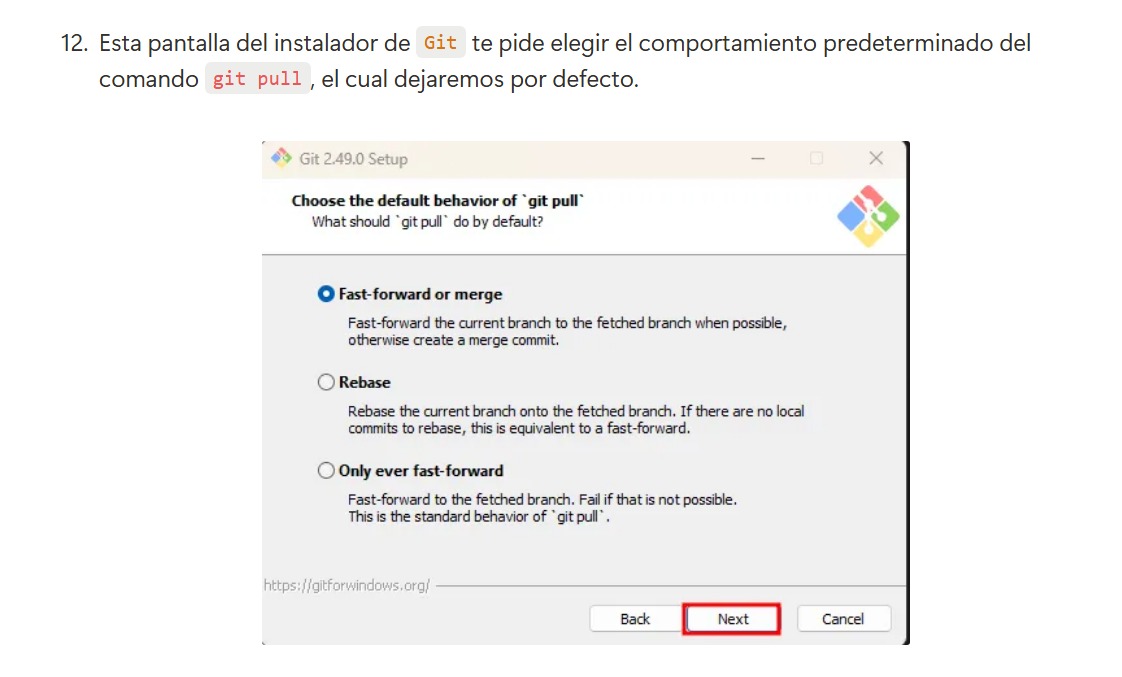 12. Esta pantalla del instalador de Git te pide elegir el comportamiento predeterminado del
comando git pull, el cual dejaremos por defecto.
Git 2.49.0 Setup
Choose the default behavior of `git pull`
What should `git pull` do by default?
Fast-forward or merge
Fast-forward the current branch to the fetched branch when possible,
otherwise create a merge commit.
Rebase
Rebase the current branch onto the fetched branch. If there are no local
commits to rebase, this is equivalent to a fast-forward.
Only ever fast-forward
Fast-forward to the fetched branch. Fail if that is not possible.
This is the standard behavior of `git pull`.
https://gitforwindows.org/
Back Next Cancel